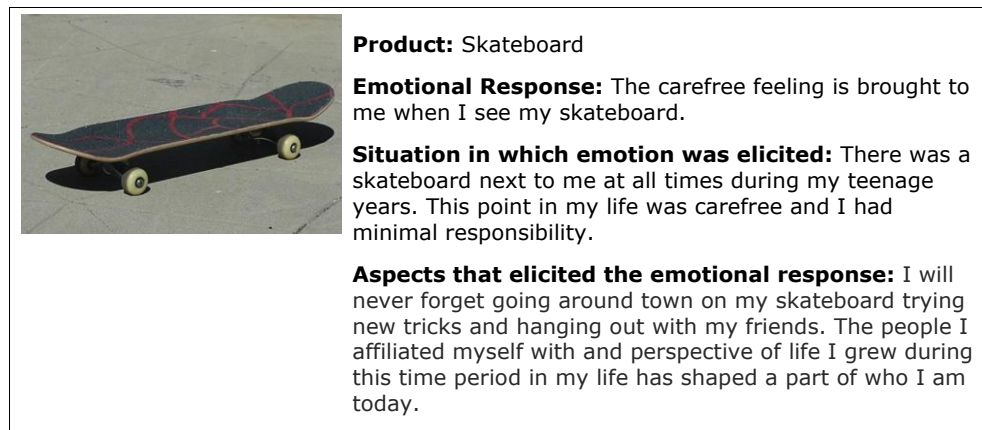 Product: Skateboard
Emotional Response: The carefree feeling is brought to
me when I see my skateboard.
Situation in which emotion was elicited: There was a
skateboard next to me at all times during my teenage
years. This point in my life was carefree and I had
minimal responsibility.
Aspects that elicited the emotional response: I will
never forget going around town on my skateboard trying
new tricks and hanging out with my friends. The people I
affiliated myself with and perspective of life I grew during
this time period in my life has shaped a part of who I am
today.